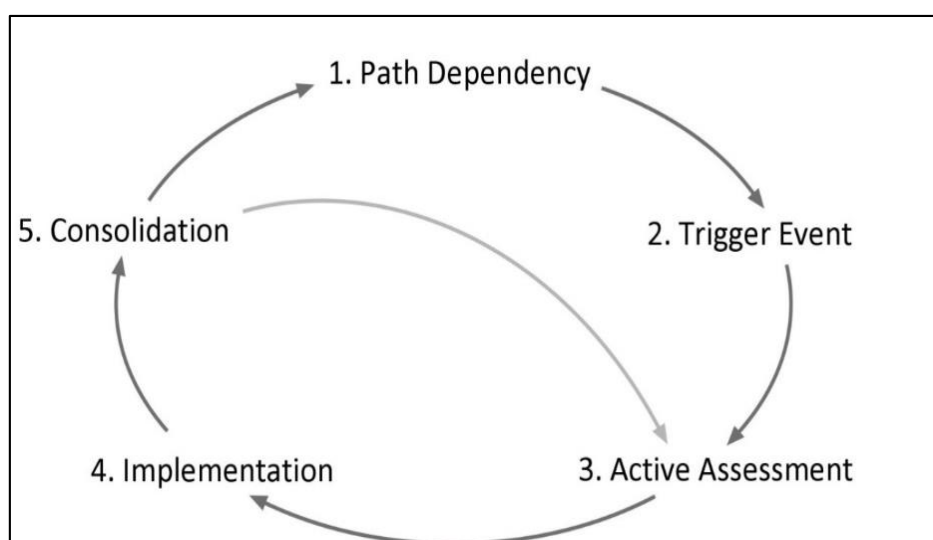 1. Path Dependency
2. Trigger Event
3. Active Assessment
4. Implementation
5. Consolidation